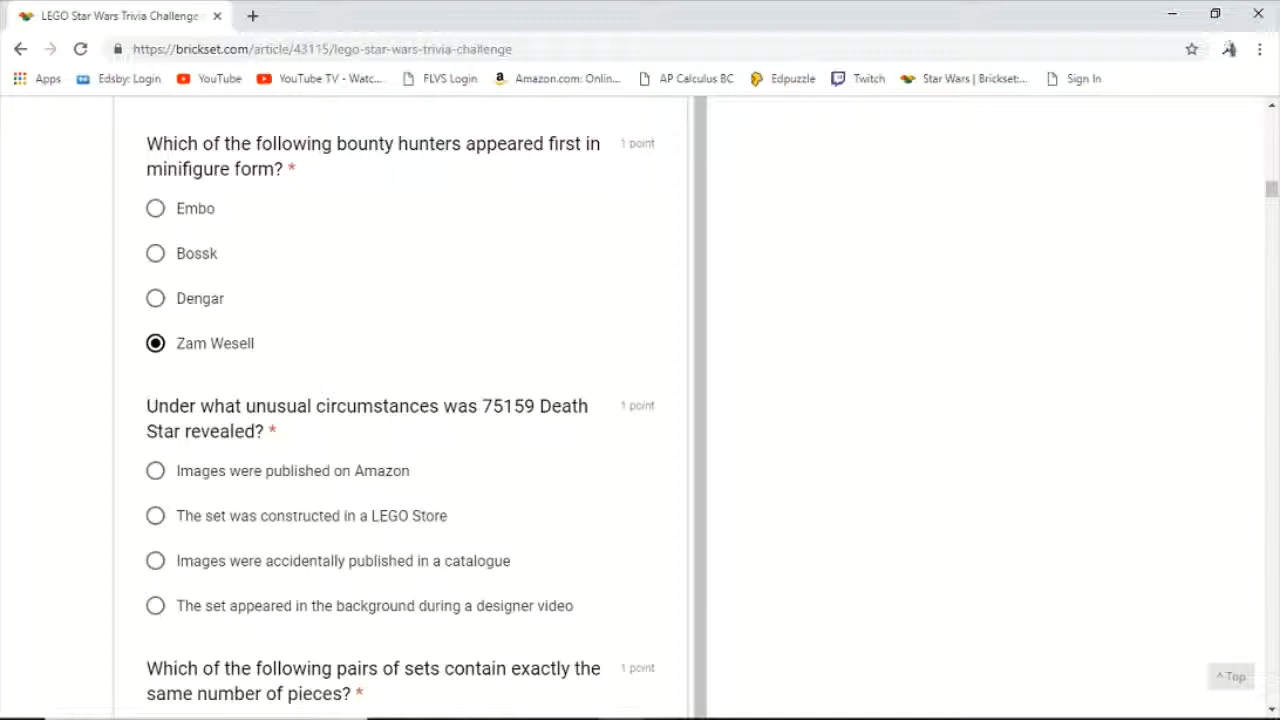 LEGO Star Wars Trivia Challenge
https://brickset.com/article/43115/lego-star-wars-trivia-challenge
Apps Edsby: Login YouTube YouTube TV - Watc... FLVS Login Amazon.com: Onlin... AP Calculus BC Edpuzzle Twitch Star Wars | Brickset:... Sign In
Which of the following bounty hunters appeared first in 1 point
minifigure form? *
Embo
Bossk
Dengar
Zam Wesell
Under what unusual circumstances was 75159 Death 1 point
Star revealed? *
Images were published on Amazon
The set was constructed in a LEGO Store
Images were accidentally published in a catalogue
The set appeared in the background during a designer video
Which of the following pairs of sets contain exactly the 1 point
same number of pieces? *
^ Top